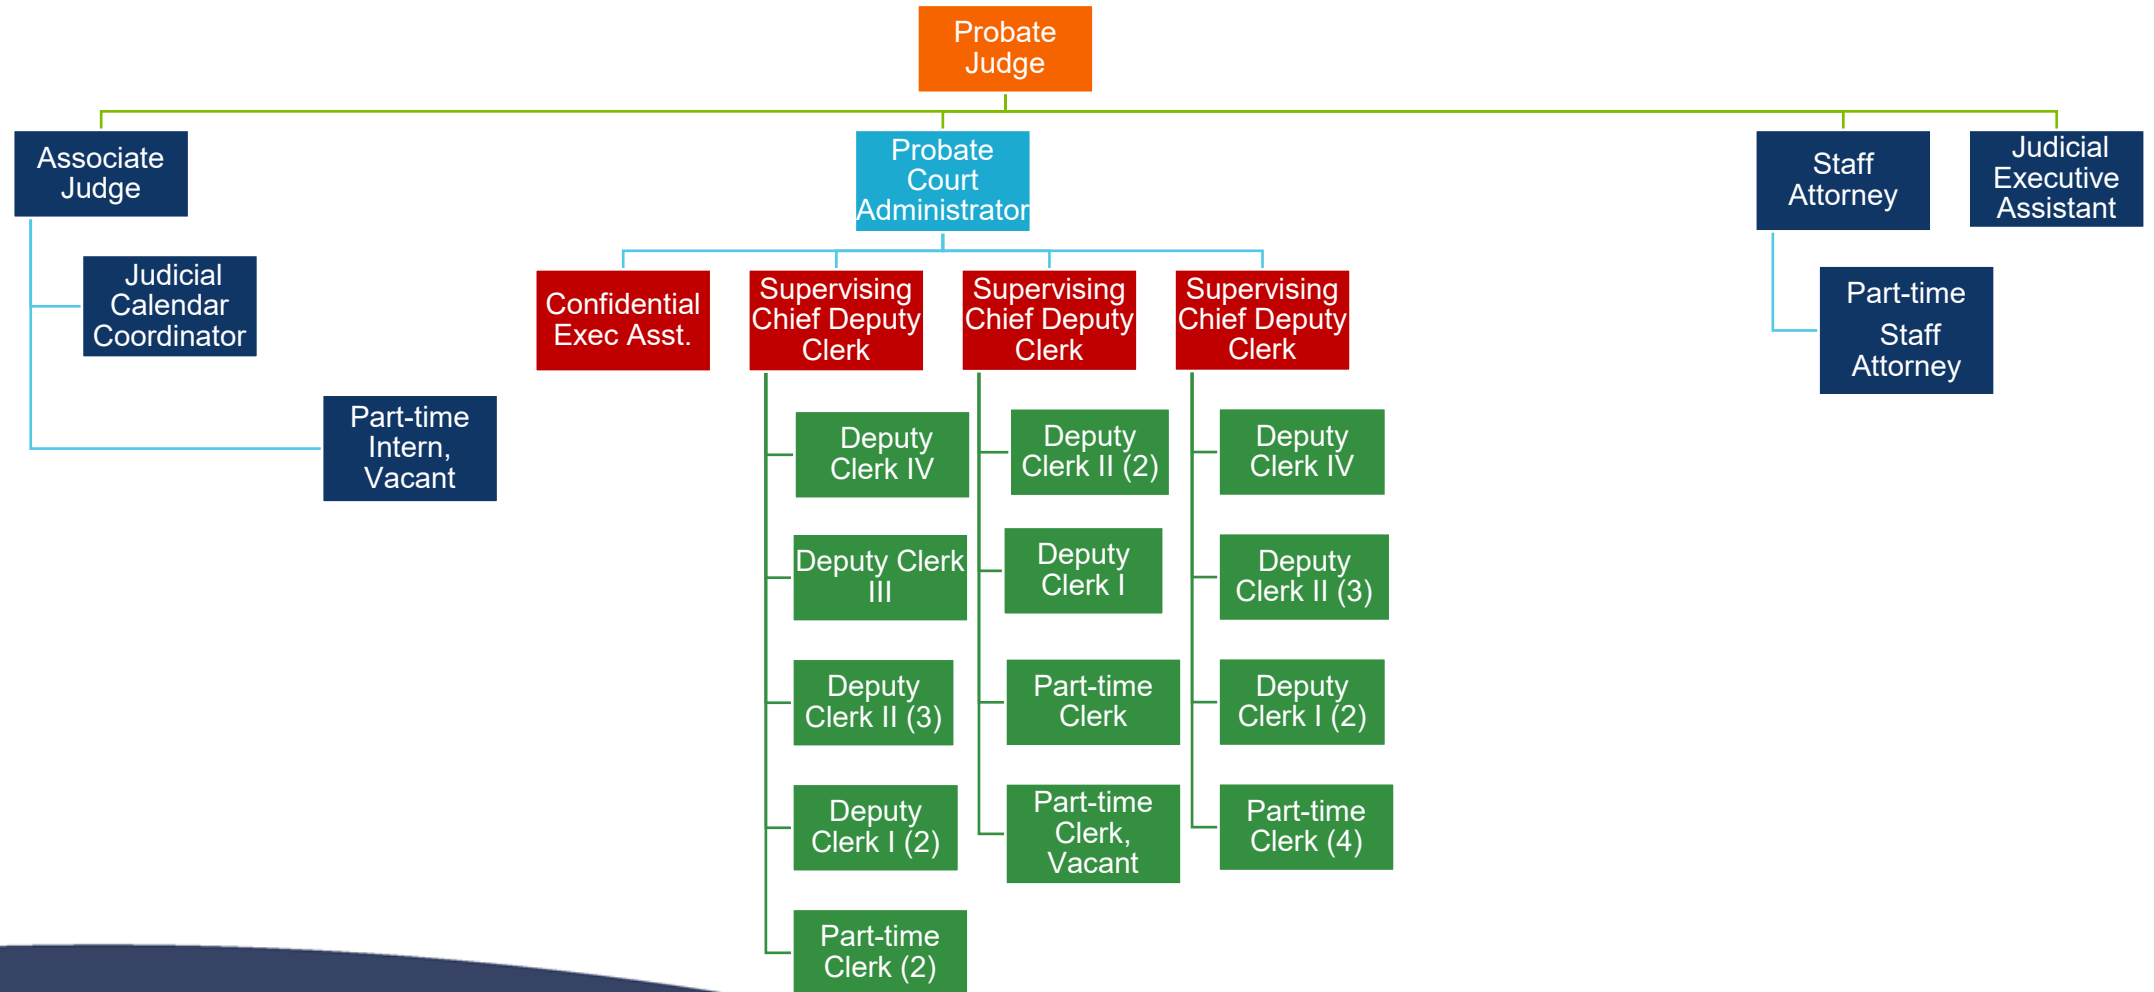 Probate
Judge
Associate
Judge
Probate
Court
Administrator
Staff
Attorney
Judicial
Executive
Assistant
Judicial
Calendar
Coordinator
Part-time
Intern,
Vacant
Confidential
Exec Asst.
Supervising
Chief Deputy
Clerk
Supervising
Chief Deputy
Clerk
Supervising
Chief Deputy
Clerk
Part-time
Staff
Attorney
Deputy
Clerk IV
Deputy Clerk
III
Deputy
Clerk II (3)
Deputy
Clerk I (2)
Part-time
Clerk (2)
Deputy
Clerk II (2)
Deputy
Clerk I
Part-time
Clerk
Part-time
Clerk,
Vacant
Deputy
Clerk IV
Deputy
Clerk II (3)
Deputy
Clerk I (2)
Part-time
Clerk (4)